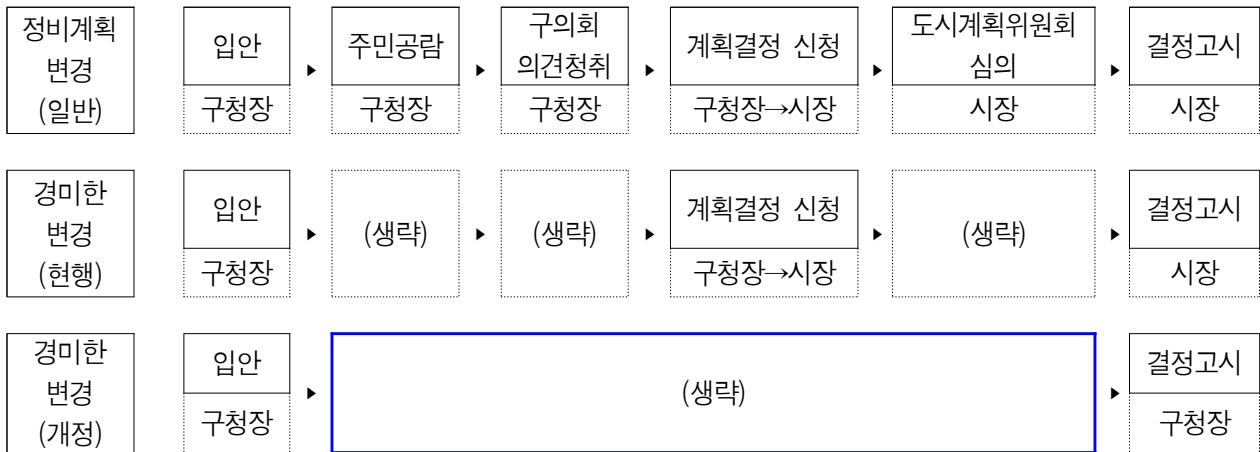 정비계획
변경
(일반)
입안
구청장
▶
주민공람
구청장
▶
구의회
의견청취
구청장
▶
계획결정 신청
구청장→시장
▶
도시계획위원회
심의
시장
▶
결정고시
시장
경미한
변경
(현행)
입안
구청장
▶
(생략)
▶
(생략)
▶
계획결정 신청
구청장→시장
▶
(생략)
▶
결정고시
시장
경미한
변경
(개정)
입안
구청장
▶
(생략)
▶
결정고시
구청장